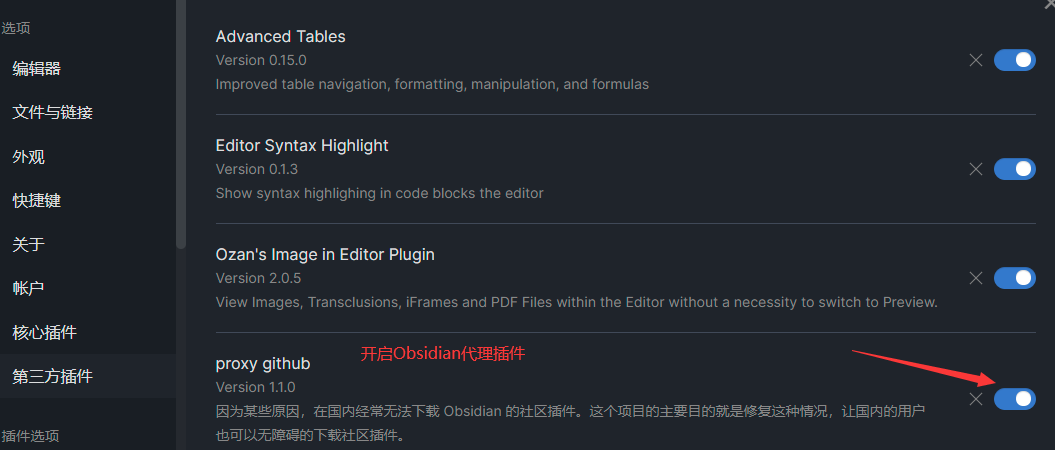 选项
编辑器
文件与链接
外观
快捷键
关于
帐户
核心插件
第三方插件
插件选项
Advanced Tables
Version 0.15.0
Improved table navigation, formatting, manipulation, and formulas
Editor Syntax Highlight
Version 0.1.3
Show syntax highlighing in code blocks the editor
Ozan's Image in Editor Plugin
Version 2.0.5
View Images, Transclusions, iFrames and PDF Files within the Editor without a necessity to switch to Preview.
开启Obsidian代理插件
proxy github
Version 1.1.0
因为某些原因，在国内经常无法下载 Obsidian 的社区插件。这个项目的主要目的就是修复这种情况，让国内的用户
也可以无障碍的下载社区插件。